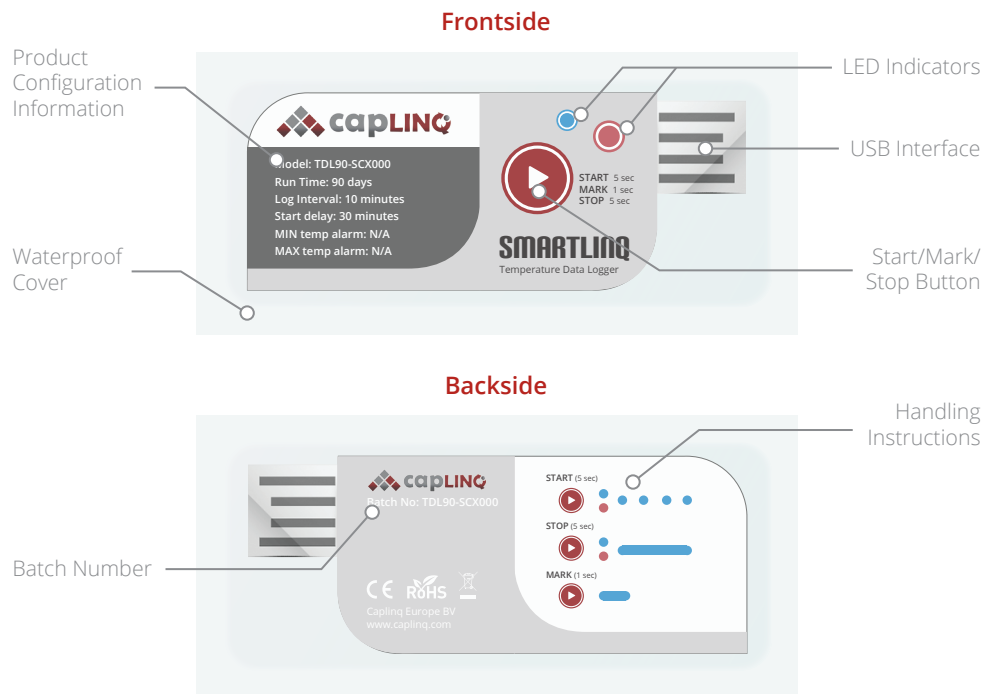 Frontside
Product
Configuration
Information
LED Indicators
capLINQ
USB Interface
Model: TDL90-SCX000
Run Time: 90 days
Log Interval: 10 minutes
Start delay: 30 minutes
MIN temp alarm: N/A
MAX temp alarm: N/A
START 5 sec
MARK 1 sec
STOP 5 sec
SMARTLINQ
Temperature Data Logger
Waterproof
Cover
Start/Mark/
Stop Button
Backside
Handling
Instructions
capLINQ
Batch No: TDL90-SCX000
START (5 sec)
STOP (5 sec)
MARK (1 sec)
Batch Number
CE RoHS
Caplinq Europe BV
www.caplinq.com